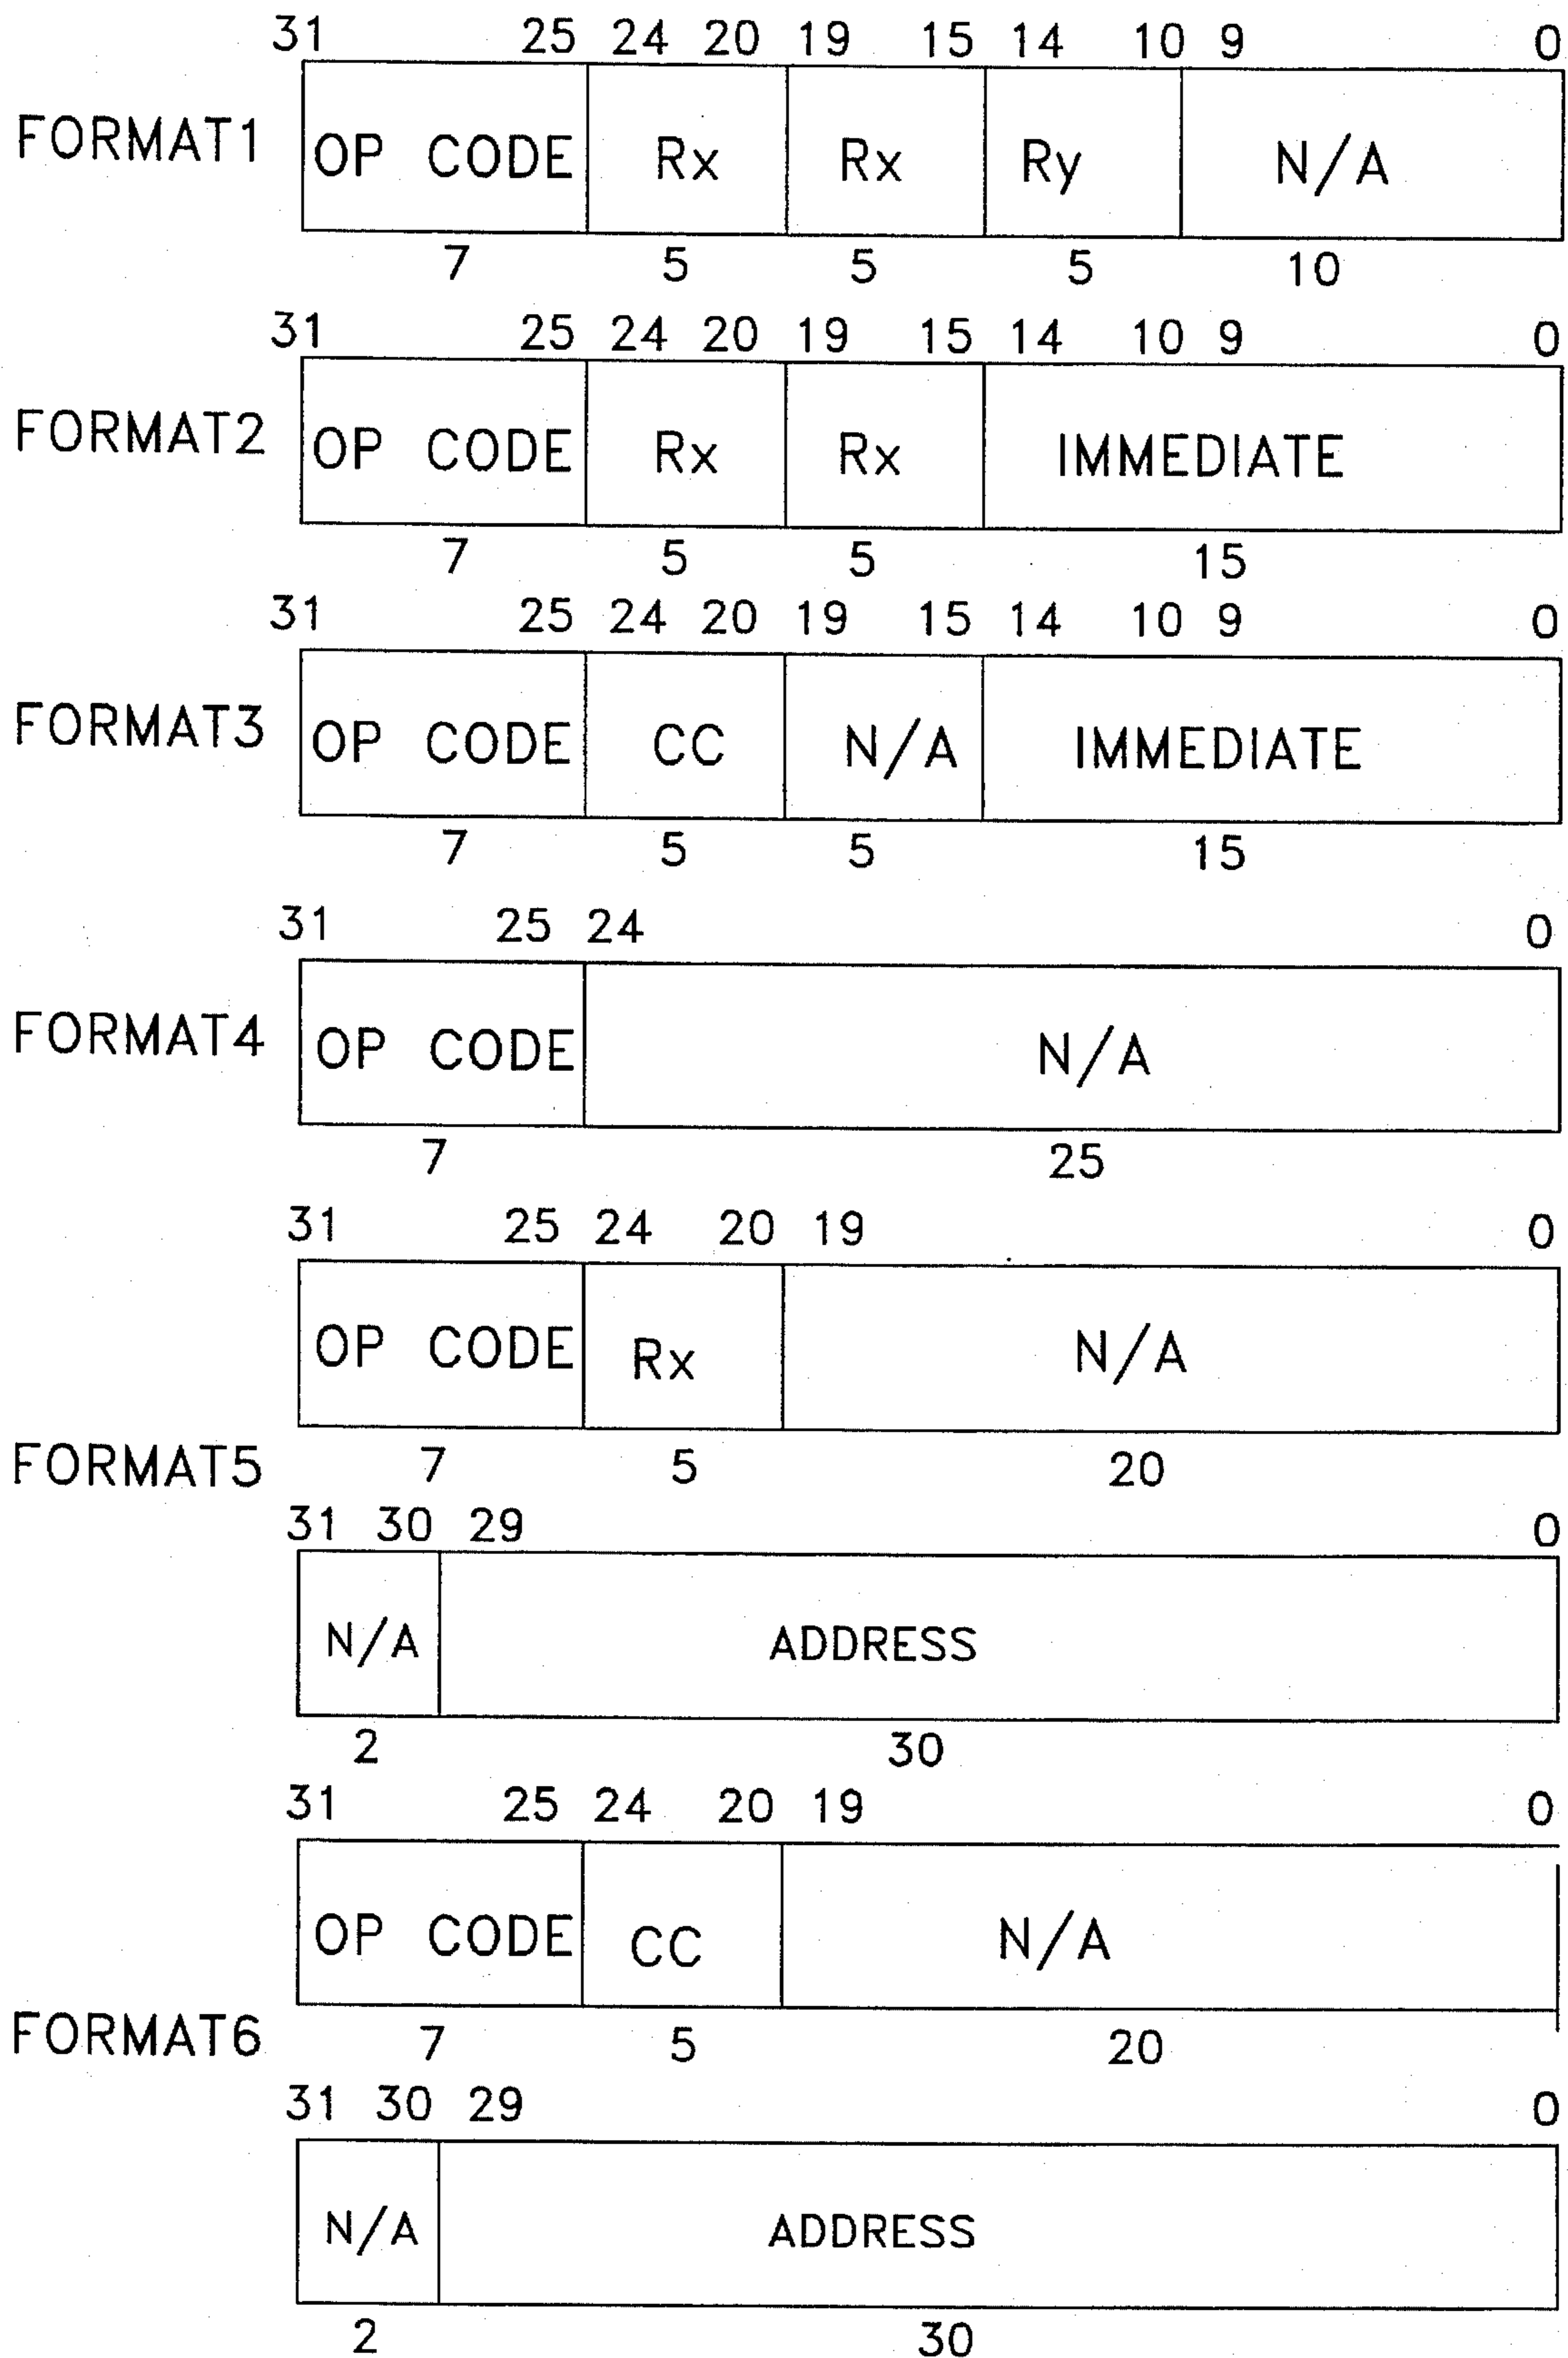 31 25 24 20 19 15 14 10 9 0
FORMAT1 OP CODE Rx Rx Ry N/A
7 5 5 5 10
31 25 24 20 19 15 14 10 9 0
FORMAT2 OP CODE Rx Rx IMMEDIATE
7 5 5 15
31 25 24 20 19 15 14 10 9 0
FORMAT3 OP CODE CC N/A IMMEDIATE
7 5 5 15
31 25 24 0
FORMAT4 OP CODE N/A
7 25
31 25 24 20 19 0
OP CODE Rx N/A
FORMAT5 7 5 20
31 30 29 0
N/A ADDRESS
2 30
31 25 24 20 19 0
OP CODE CC N/A
FORMAT6 7 5 20
31 30 29 0
N/A ADDRESS
2 30